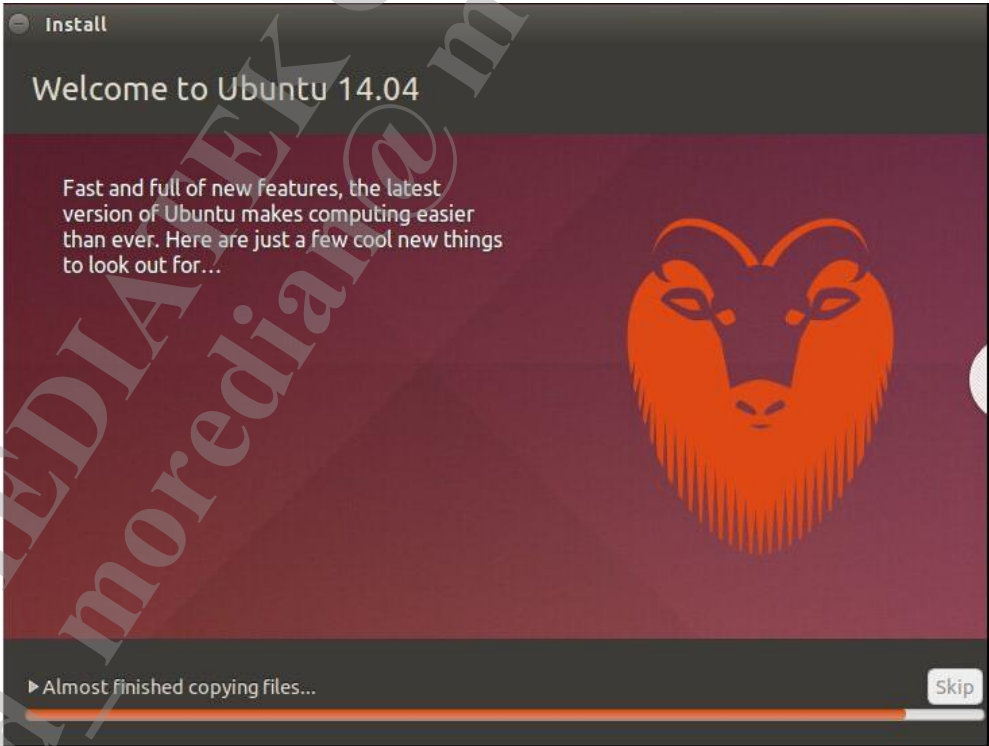 Install
Welcome to Ubuntu 14.04
Fast and full of new features, the latest
version of Ubuntu makes computing easier
than ever. Here are just a few cool new things
to look out for…
Almost finished copying files...
Skip